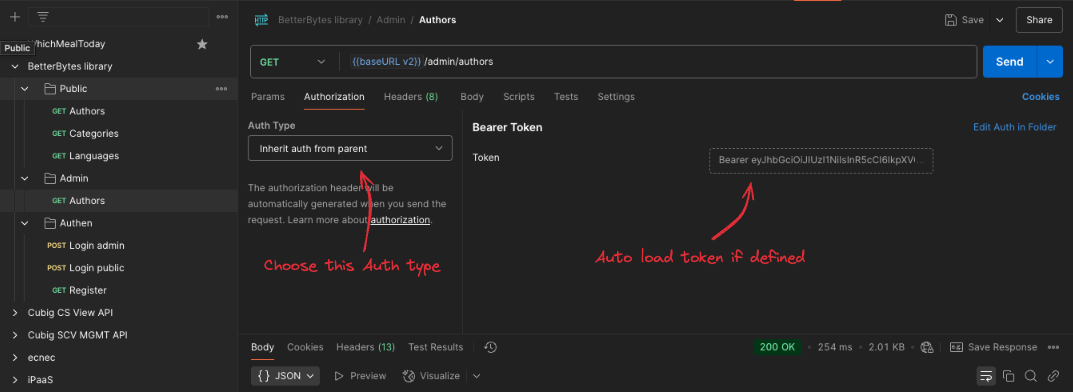 BetterBytes library / Admin / Authors
Save
Share
WhichMealToday
Public
BetterBytes library
Public
GET Authors
GET Categories
GET Languages
Admin
GET Authors
Authen
POST Login admin
POST Login public
GET Register
Cubig CS View API
Cubig SCV MGMT API
ecnec
iPaaS
GET {{baseURL v2}} /admin/authors
Send
Params Authorization Headers (8) Body Scripts Tests Settings Cookies
Auth Type
Inherit auth from parent
The authorization header will be
automatically generated when you send the
request. Learn more about authorization.
Choose this Auth type
Bearer Token
Edit Auth in Folder
Token
Auto load token if defined
Body Cookies Headers (13) Test Results
200 OK • 254 ms • 2.01 KB
Save Response
{} JSON Preview Visualize